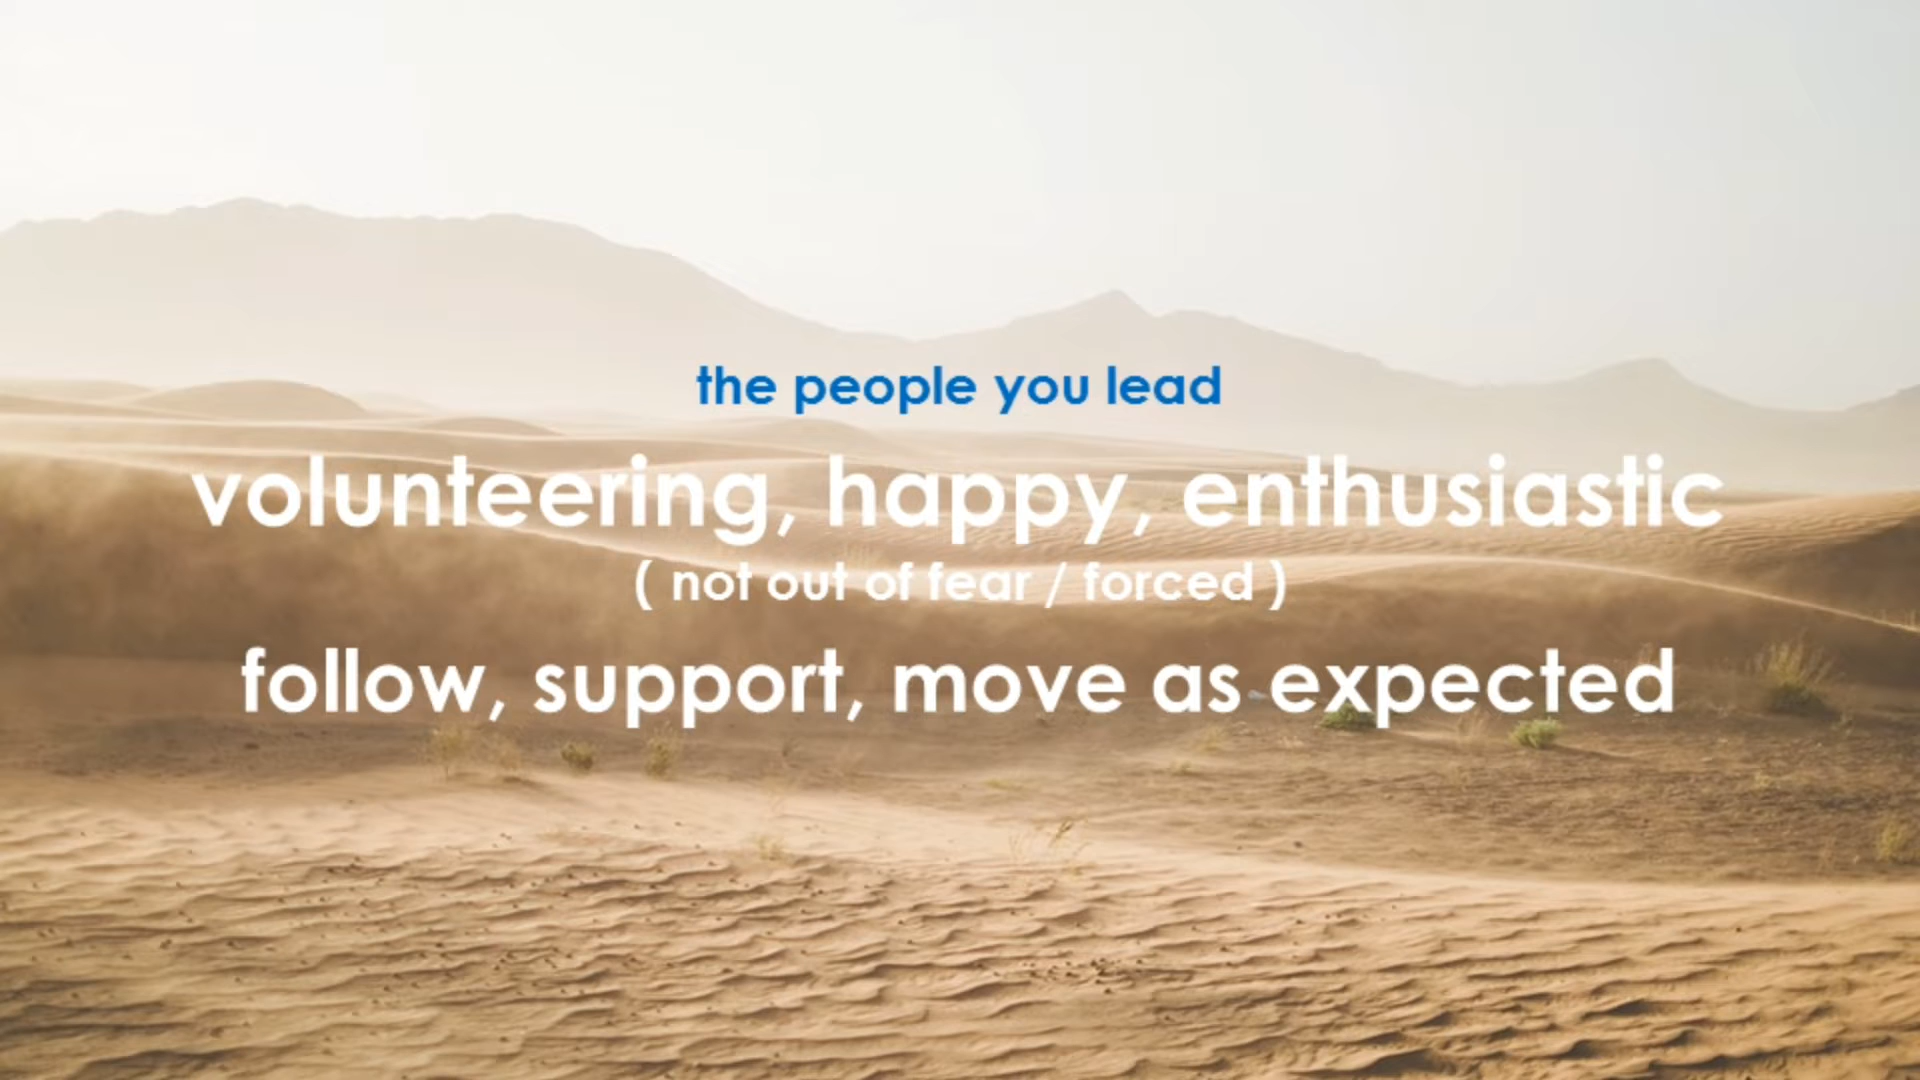 the people you lead
volunteering, happy, enthusiastic
( not out of fear / forced )
follow, support, move as expected